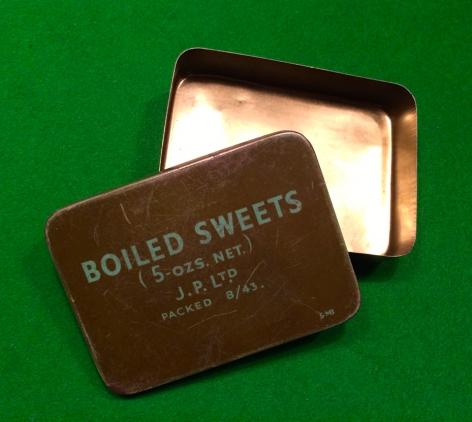 BOILED SWEETS
(5-OZS. NET.)
J.P. LTD
PACKED 8/43.